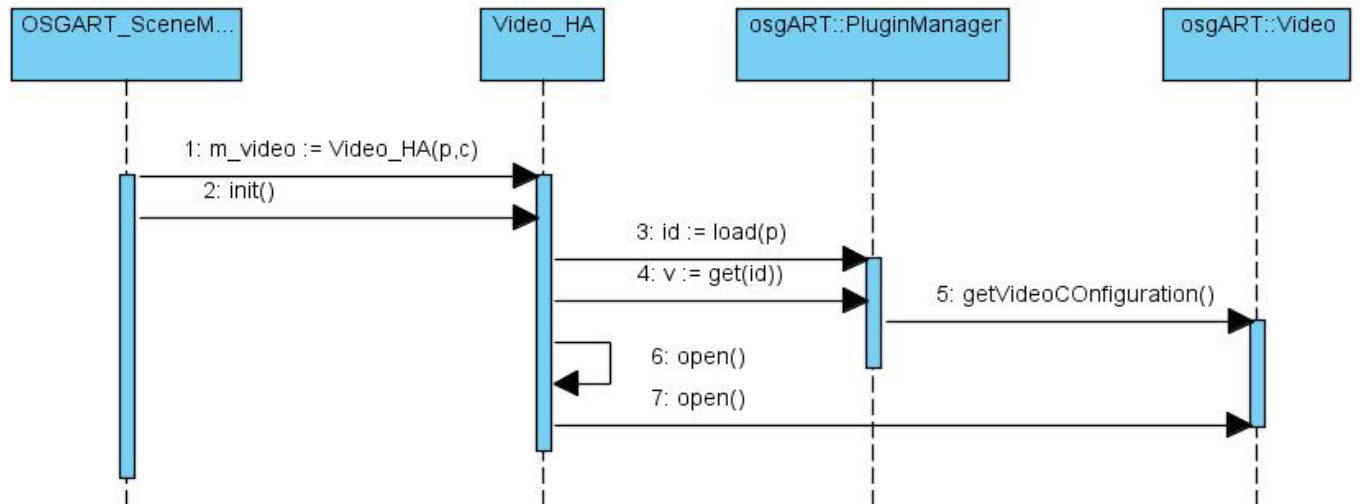 OSGART_SceneM...
Video_HA
osgART::PluginManager
osgART::Video
1: m_video := Video_HA(p,c)
2: init()
3: id := load(p)
4: v := get(id))
5: getVideoCOnfiguration()
6: open()
7: open()